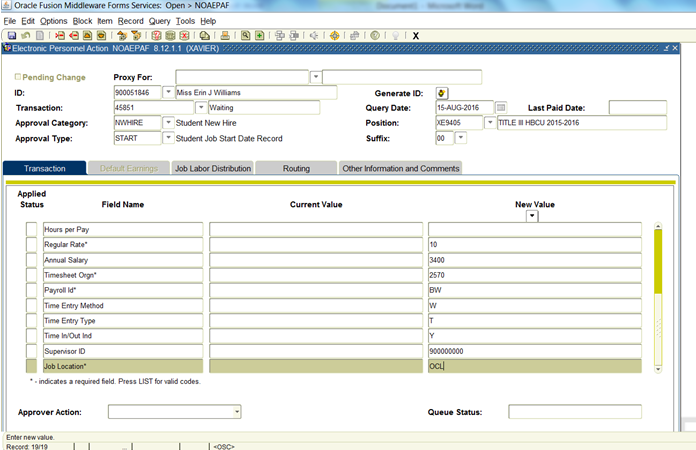 Oracle Fusion Middleware Forms Services: Open > NOAEPAF
File Edit Options Block Item Record Query Tools Help
X
Electronic Personnel Action NOAEPAF 8.12.1.1 (XAVIER)
Pending Change Proxy For:
ID: 900051846 Miss Erin J Williams Generate ID:
Transaction: 45851 Waiting Query Date: 15-AUG-2016 Last Paid Date:
Approval Category: NWHIRE Student New Hire Position: XE9405 TITLE III HBCU 2015-2016
Approval Type: START Student Job Start Date Record Suffix: 00
Transaction Default Earnings Job Labor Distribution Routing Other Information and Comments
Applied
Status Field Name Current Value New Value
Hours per Pay
Regular Rate* 10
Annual Salary 3400
Timesheet Orgn* 2570
Payroll Id* BW
Time Entry Method W
Time Entry Type T
Time In/Out Ind Y
Supervisor ID 900000000
Job Location* OCL
* - indicates a required field. Press LIST for valid codes.
Approver Action: Queue Status:
Enter new value.
Record: 19/19 ... <OSC>